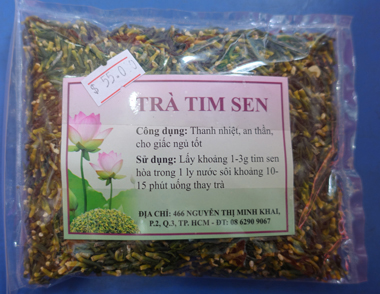 $ 55.0
TRÀ TIM SEN
Công dụng: Thanh nhiệt, an thần,
cho giấc ngủ tốt
Sử dụng: Lấy khoảng 1-3g tim sen
hòa trong 1 ly nước sôi khoảng 10-
15 phút uống thay trà
ĐỊA CHỈ: 466 NGUYỄN THỊ MINH KHAI,
P.2, Q.3, TP. HCM - ĐT: 08 6290 9067